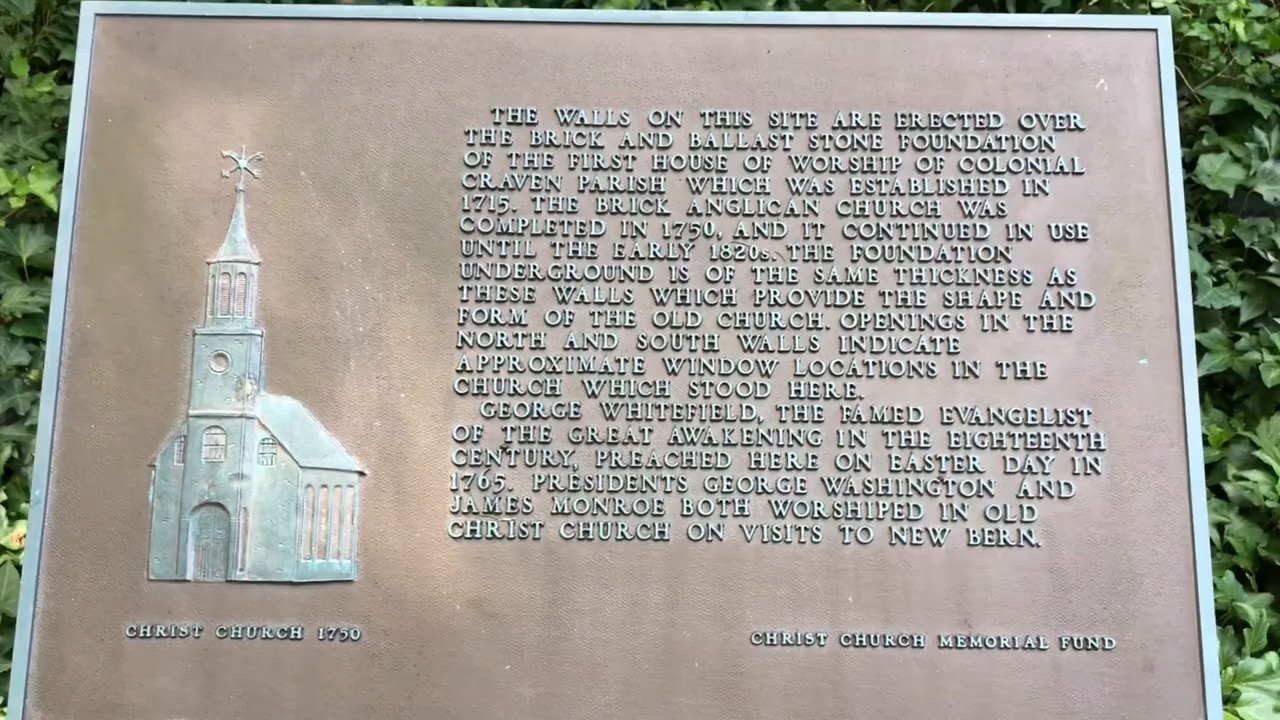 THE WALLS ON THIS SITE ARE ERECTED OVER
THE BRICK AND BALLAST STONE FOUNDATION
OF THE FIRST HOUSE OF WORSHIP OF COLONIAL
CRAVEN PARISH WHICH WAS ESTABLISHED IN
1715. THE BRICK ANGLICAN CHURCH WAS
COMPLETED IN 1750, AND IT CONTINUED IN USE
UNTIL THE EARLY 1820s. THE FOUNDATION
UNDERGROUND IS OF THE SAME THICKNESS AS
THESE WALLS WHICH PROVIDE THE SHAPE AND
FORM OF THE OLD CHURCH. OPENINGS IN THE
NORTH AND SOUTH WALLS INDICATE
APPROXIMATE WINDOW LOCATIONS IN THE
CHURCH WHICH STOOD HERE.
GEORGE WHITEFIELD, THE FAMED EVANGELIST
OF THE GREAT AWAKENING IN THE EIGHTEENTH
CENTURY, PREACHED HERE ON EASTER DAY IN
1765. PRESIDENTS GEORGE WASHINGTON AND
JAMES MONROE BOTH WORSHIPED IN OLD
CHRIST CHURCH ON VISITS TO NEW BERN.
CHRIST CHURCH 1750
CHRIST CHURCH MEMORIAL FUND